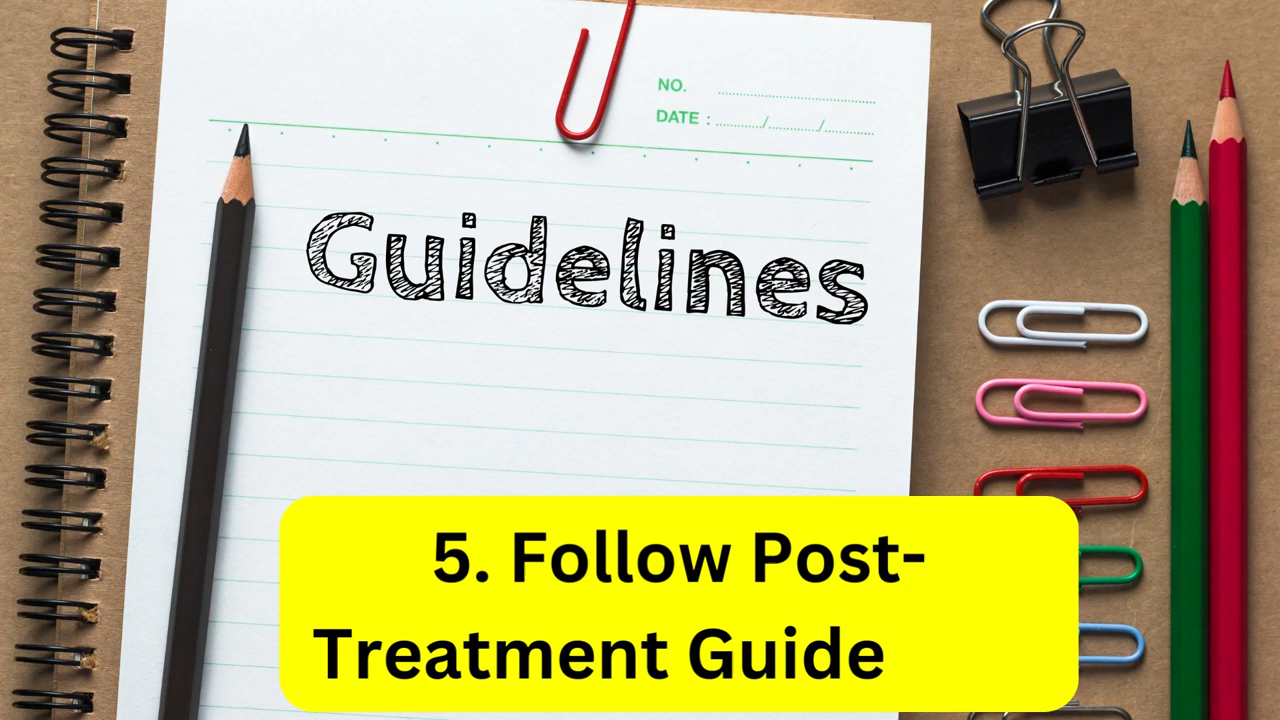 NO. ..............................
DATE : ............/............/............
Guidelines
5. Follow Post-
Treatment Guide